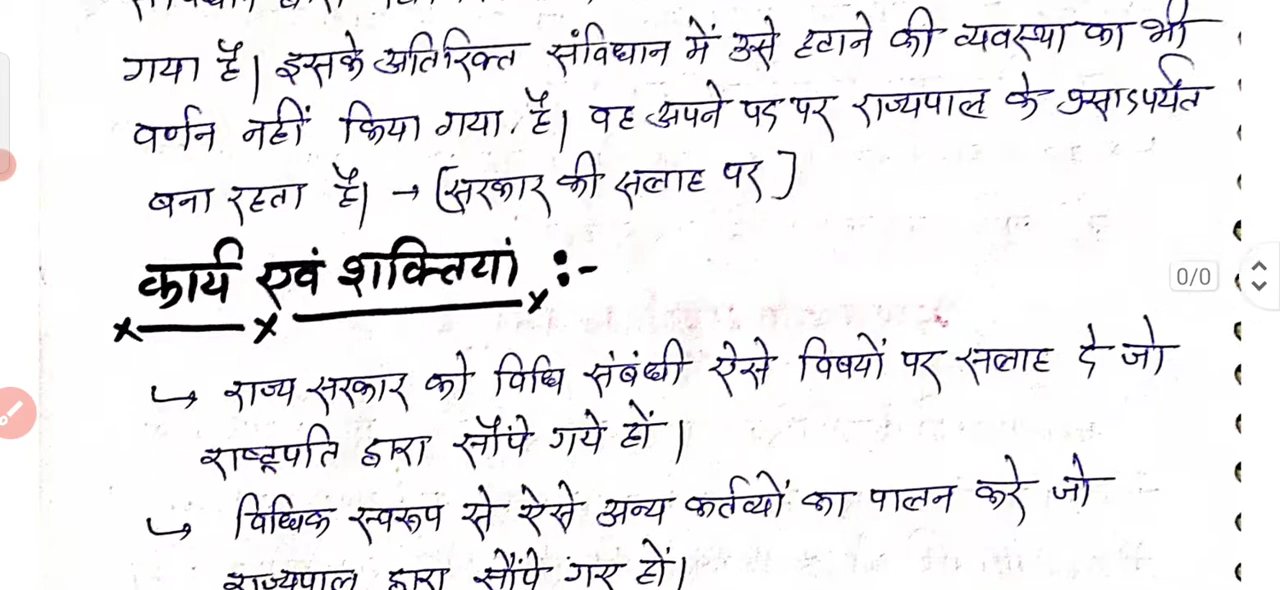 गया है। इसके अतिरिक्त संविधान में उसे हटाने की व्यवस्था का भी
वर्णन नहीं किया गया है। वह अपने पद पर राज्यपाल के प्रसादपर्यंत
बना रहता है। → [सरकार की सलाह पर]
कार्य एवं शक्तियां :-
0/0
↳ राज्य सरकार को विधि संबंधी ऐसे विषयों पर सलाह दे जो
राष्ट्रपति द्वारा सौंपे गये हों।
↳ विधिक स्वरूप से ऐसे अन्य कर्तव्यों का पालन करे जो
राज्यपाल द्वारा सौंपे गए हों।